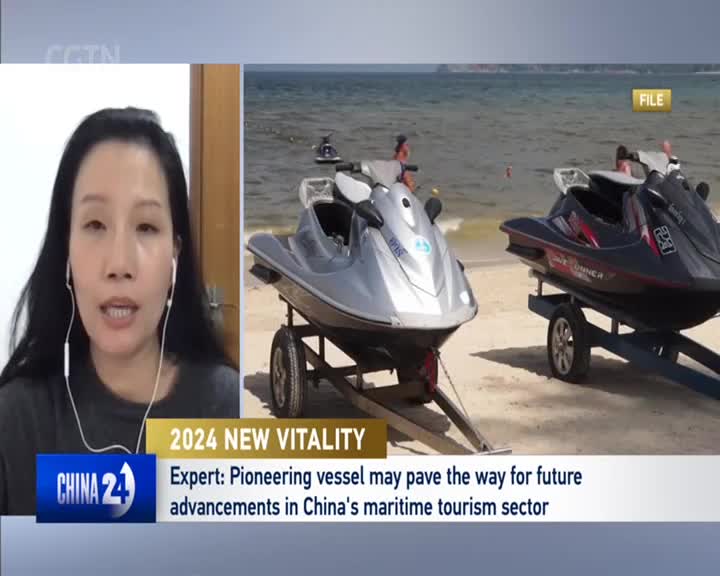 CGTN
FILE
2024 NEW VITALITY
CHINA 24
Expert: Pioneering vessel may pave the way for future
advancements in China's maritime tourism sector